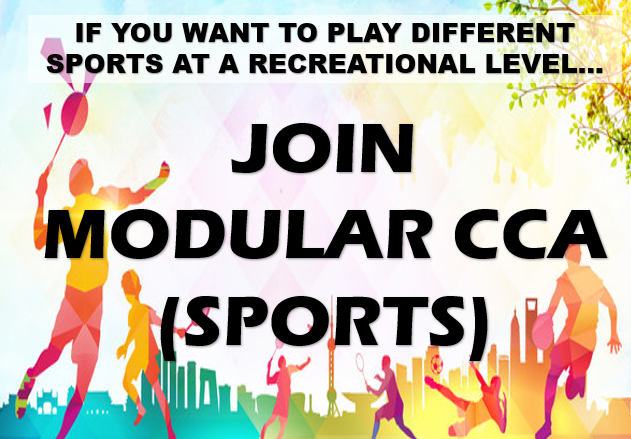 IF YOU WANT TO PLAY DIFFERENT
SPORTS AT A RECREATIONAL LEVEL...
JOIN
MODULAR CCA
(SPORTS)